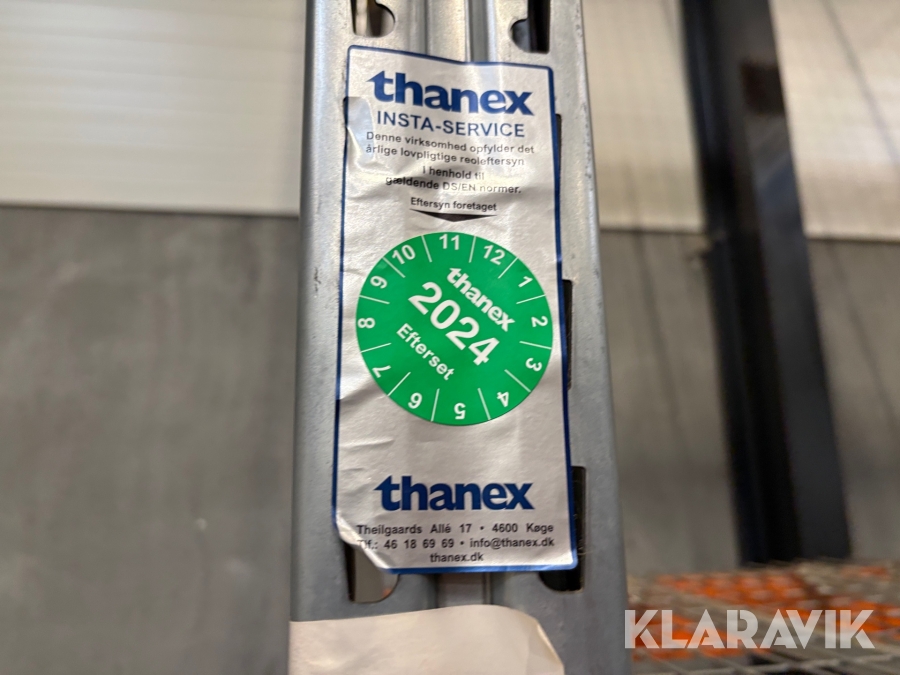 thanex
INSTA-SERVICE
Denne virksomhed opfylder det
årlige lovpligtige reoleftersyn
i henhold til
gældende DS/EN normer.
Eftersyn foretaget
11
12
1
2
3
4
5
6
7
8
9
10
thanex
2024
Efterset
thanex
Theilgaards Allé 17 • 4600 Køge
Tlf.: 46 18 69 69 • info@thanex.dk
thanex.dk
KLARAVIK